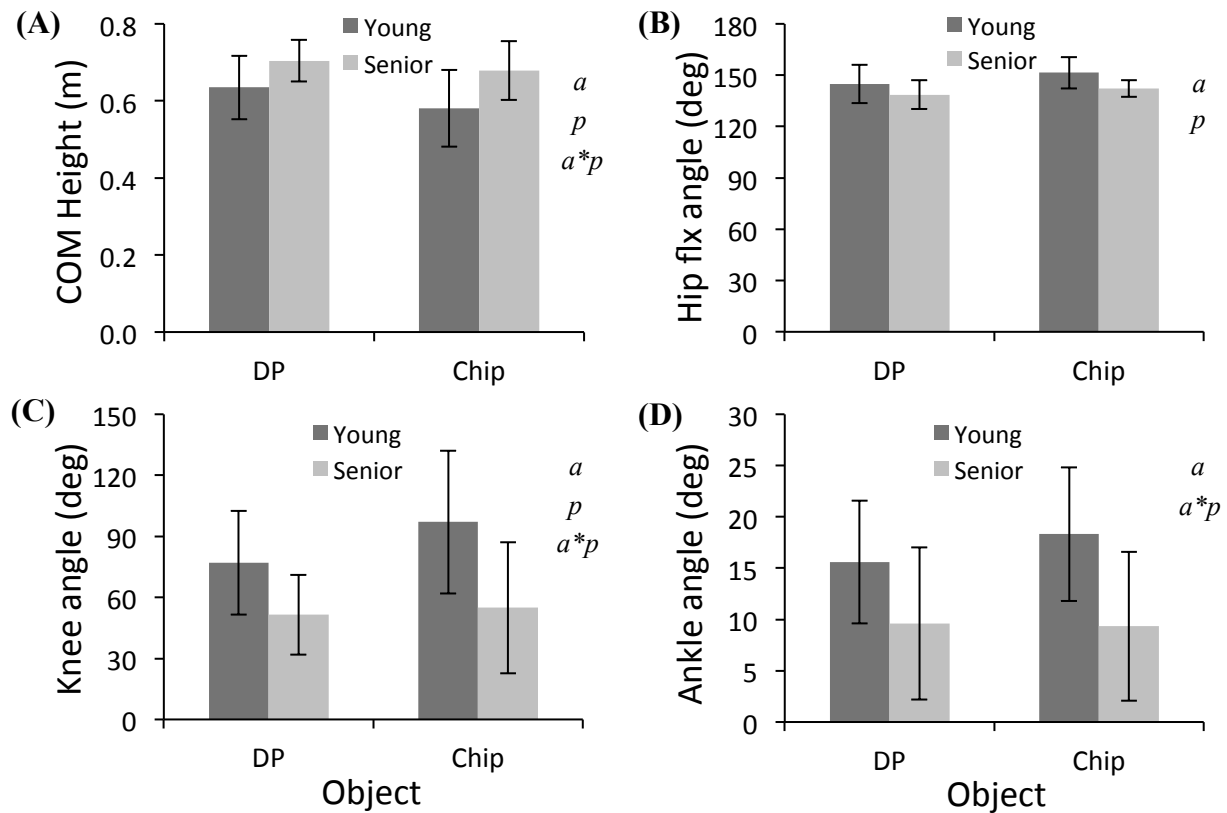 (A)
COM Height (m)
0.8
0.6
0.4
0.2
0.0
Young
Senior
a
p
a*p
DP
Chip
(B)
Hip flx angle (deg)
180
150
120
90
60
30
0
Young
Senior
a
p
DP
Chip
(C)
Knee angle (deg)
150
120
90
60
30
0
Young
Senior
a
p
a*p
DP
Chip
Object
(D)
Ankle angle (deg)
30
25
20
15
10
5
0
Young
Senior
a
a*p
DP
Chip
Object